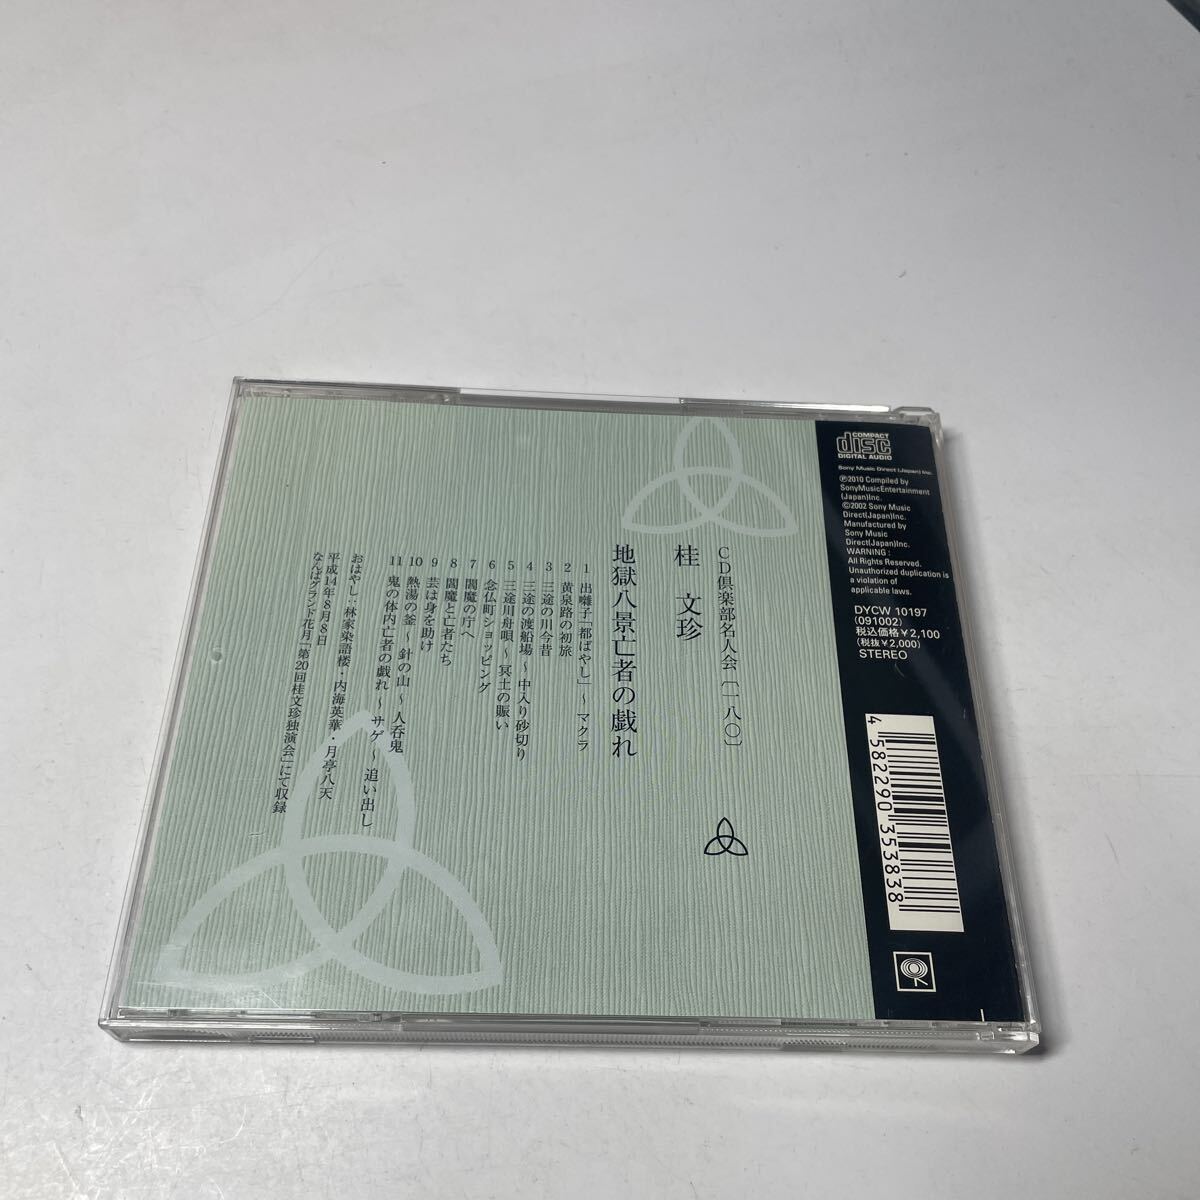 CD倶楽部名人会〔一八〇〕
桂 文珍
地獄八景亡者の戯れ
1 出囃子「都ばやし」～マクラ
2 黄泉路の初旅
3 三途の川今昔
4 三途の渡船場～中入り砂切り
5 三途川舟唄～冥土の賑い
6 念仏町ショッピング
7 閻魔の庁へ
8 閻魔と亡者たち
9 芸は身を助け
10 熱湯の釜～針の山～人呑鬼
11 鬼の体内亡者の戯れ～サゲ～追い出し
おはやし:林家染語楼・内海英華・月亭八天
平成14年8月8日
なんばグランド花月「第20回桂文珍独演会」にて収録
COMPACT
disc
DIGITAL AUDIO
Sony Music Direct (Japan) Inc.
℗2010 Compiled by
SonyMusicEntertainment
(Japan)Inc.
©2002 Sony Music
Direct(Japan)Inc.
Manufactured by
Sony Music
Direct(Japan)Inc.
WARNING :
All Rights Reserved.
Unauthorized duplication is
a violation of
applicable laws.
DYCW 10197
(091002)
税込価格¥2,100
(税抜¥2,000)
STEREO
4 582290 353838